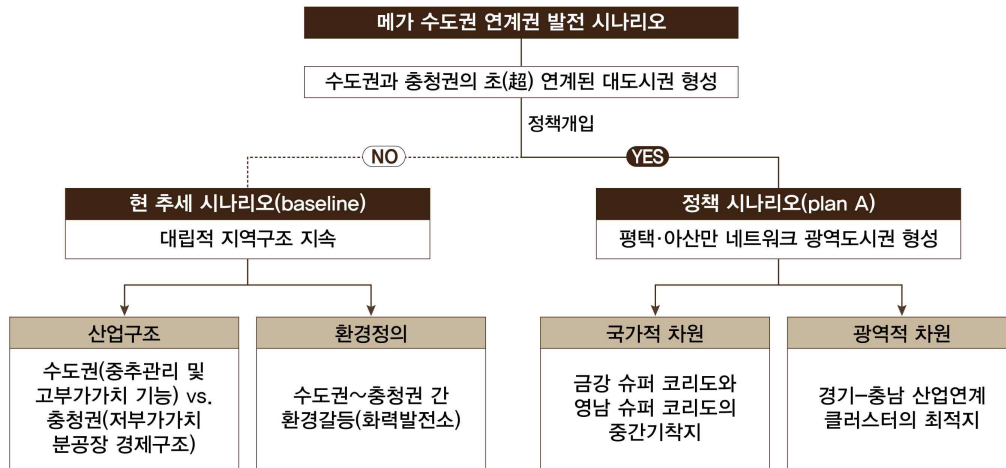 메가 수도권 연계권 발전 시나리오
수도권과 충청권의 초(超) 연계된 대도시권 형성
정책개입
NO
YES
현 추세 시나리오(baseline)
대립적 지역구조 지속
정책 시나리오(plan A)
평택·아산만 네트워크 광역도시권 형성
산업구조
수도권(중추관리 및
고부가가치 기능) vs.
충청권(저부가가치
분공장 경제구조)
환경정의
수도권~충청권 간
환경갈등(화력발전소)
국가적 차원
금강 슈퍼 코리도와
영남 슈퍼 코리도의
중간기착지
광역적 차원
경기-충남 산업연계
클러스터의 최적지